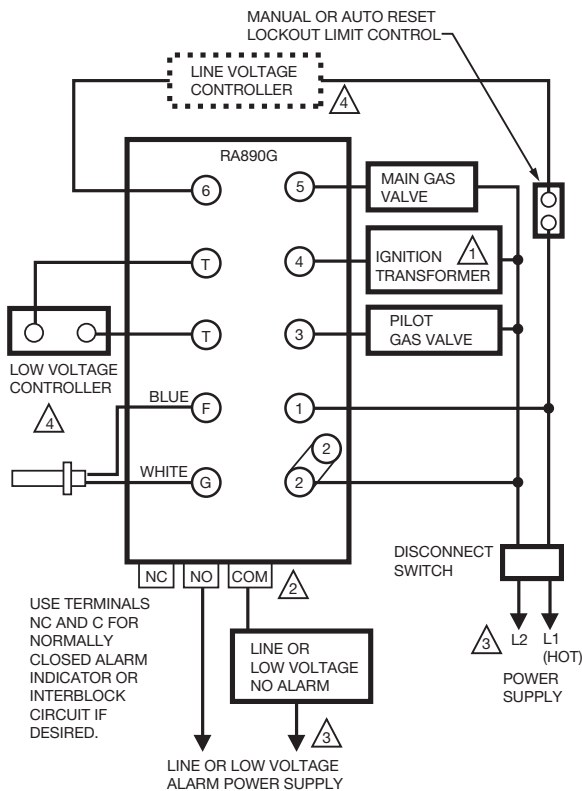 MANUAL OR AUTO RESET
LOCKOUT LIMIT CONTROL
LINE VOLTAGE
CONTROLLER
4
RA890G
6
5
MAIN GAS
VALVE
T
4
IGNITION
TRANSFORMER
1
T
3
PILOT
GAS VALVE
LOW VOLTAGE
CONTROLLER
4
BLUE
F
1
2
WHITE
G
2
DISCONNECT
SWITCH
NC
NO
COM
2
USE TERMINALS
NC AND C FOR
NORMALLY
CLOSED ALARM
INDICATOR OR
INTERBLOCK
CIRCUIT IF
DESIRED.
LINE OR
LOW VOLTAGE
NO ALARM
3
3
L2
L1
(HOT)
POWER
SUPPLY
LINE OR LOW VOLTAGE
ALARM POWER SUPPLY